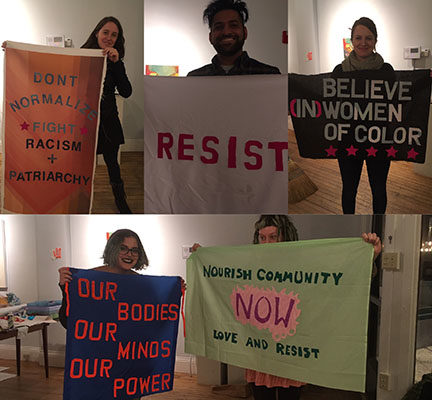 DONT
NORMALIZE
FIGHT
RACISM
+
PATRIARCHY
RESIST
BELIEVE
(IN) WOMEN
OF COLOR
OUR
BODIES
OUR
MINDS
OUR
POWER
NOURISH COMMUNITY
NOW
LOVE AND RESIST